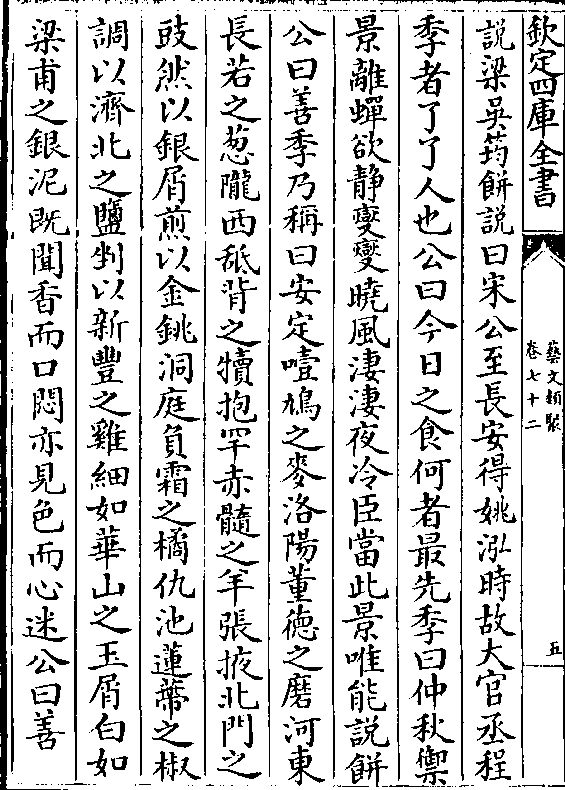 欽定四庫全書
藝文類聚
卷七十二
五
説梁吳筠餅説曰宋公至長安得姚泓時故大官丞程
季者了了人也公曰今日之食何者最先季曰仲秋禦
景離蟬欲静燮燮曉風淒淒夜冷臣當此景唯能説餅
公曰善季乃稱曰安定噎鳩之麥洛陽董德之磨河東
長若之葱隴西舐背之犢抱罕赤髓之羊張掖北門之
豉然以銀屑煎以金銚洞庭負霜之橘仇池蓮蔕之椒
調以濟北之鹽剉以新豐之雞細如華山之玉屑白如
梁甫之銀泥既聞香而口悶亦見色而心迷公曰善